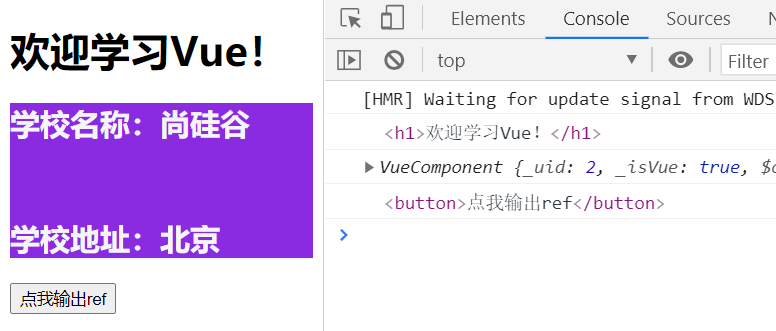 欢迎学习Vue！
学校名称：尚硅谷
学校地址：北京
点我输出ref
Elements Console Sources
top Filter
[HMR] Waiting for update signal from WDS
<h1>欢迎学习Vue！</h1>
VueComponent {_uid: 2, _isVue: true,
<button>点我输出ref</button>